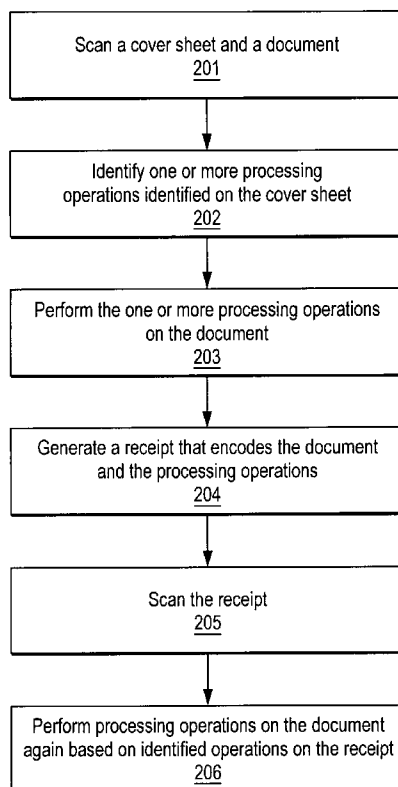 Scan a cover sheet and a document
201
Identify one or more processing
operations identified on the cover sheet
202
Perform the one or more processing operations
on the document
203
Generate a receipt that encodes the document
and the processing operations
204
Scan the receipt
205
Perform processing operations on the document
again based on identified operations on the receipt
206